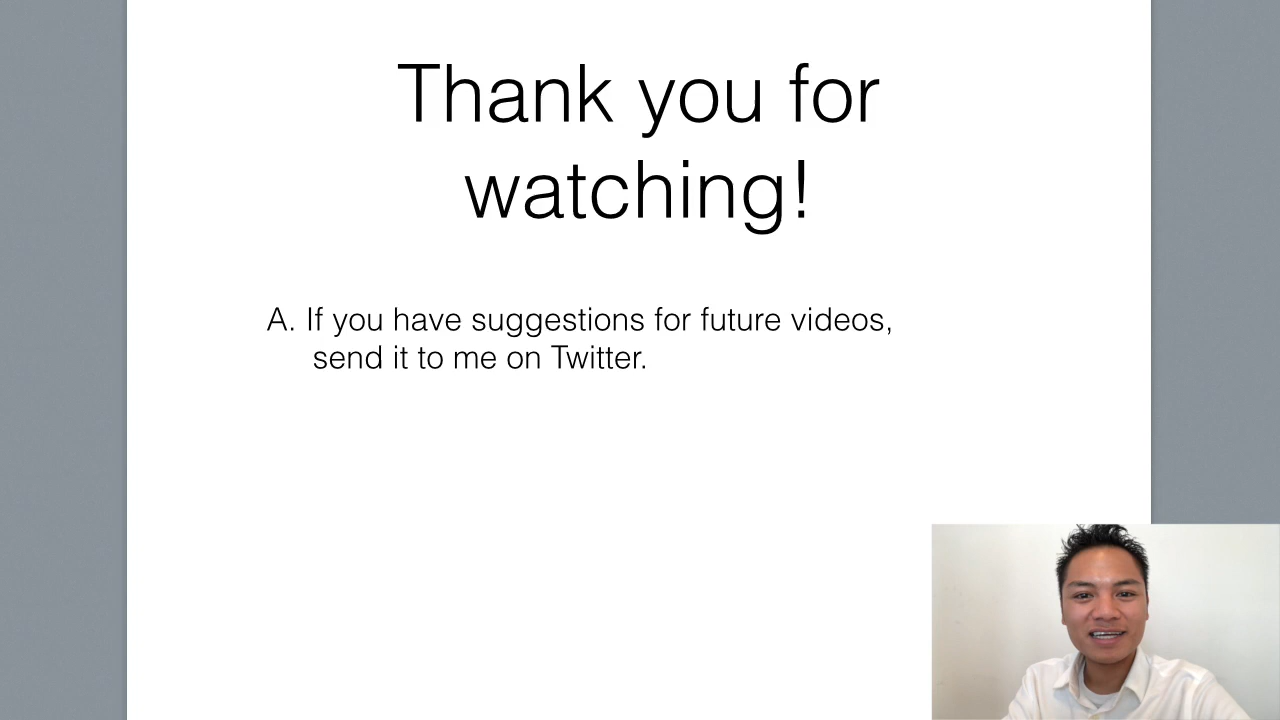 Thank you for
watching!
A. If you have suggestions for future videos,
send it to me on Twitter.